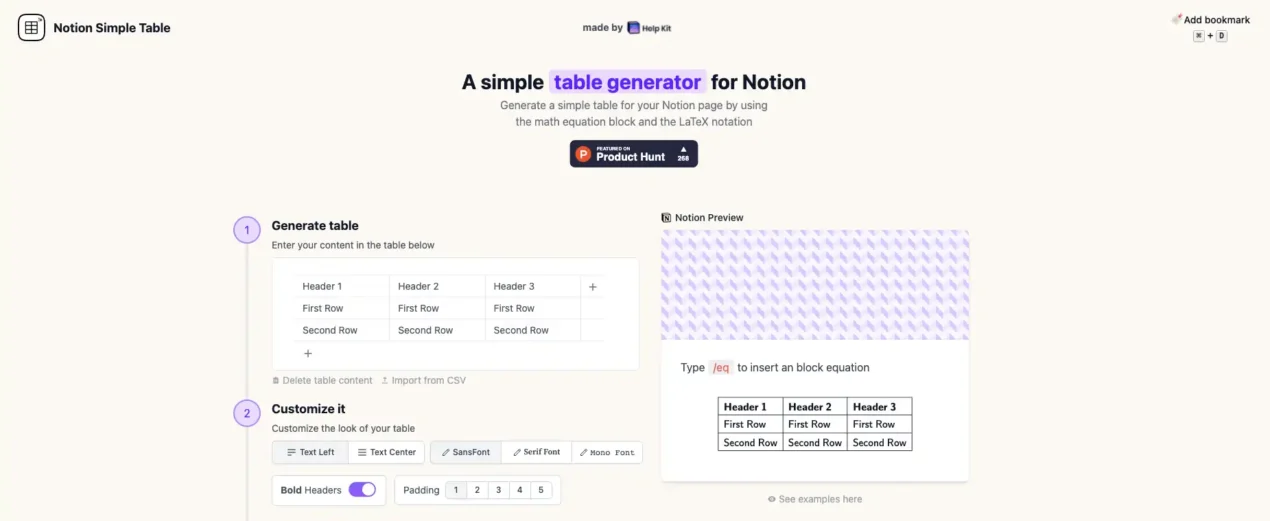 Notion Simple Table
made by Help Kit
Add bookmark
⌘ + D
A simple table generator for Notion
Generate a simple table for your Notion page by using
the math equation block and the LaTeX notation
FEATURED ON
Product Hunt
268
1
Generate table
Enter your content in the table below
Header 1 Header 2 Header 3 +
First Row First Row First Row
Second Row Second Row Second Row
+
Delete table content Import from CSV
2
Customize it
Customize the look of your table
Text Left Text Center SansFont Serif Font Mono Font
Bold Headers Padding 1 2 3 4 5
Notion Preview
Type /eq to insert an block equation
Header 1 Header 2 Header 3
First Row First Row First Row
Second Row Second Row Second Row
See examples here